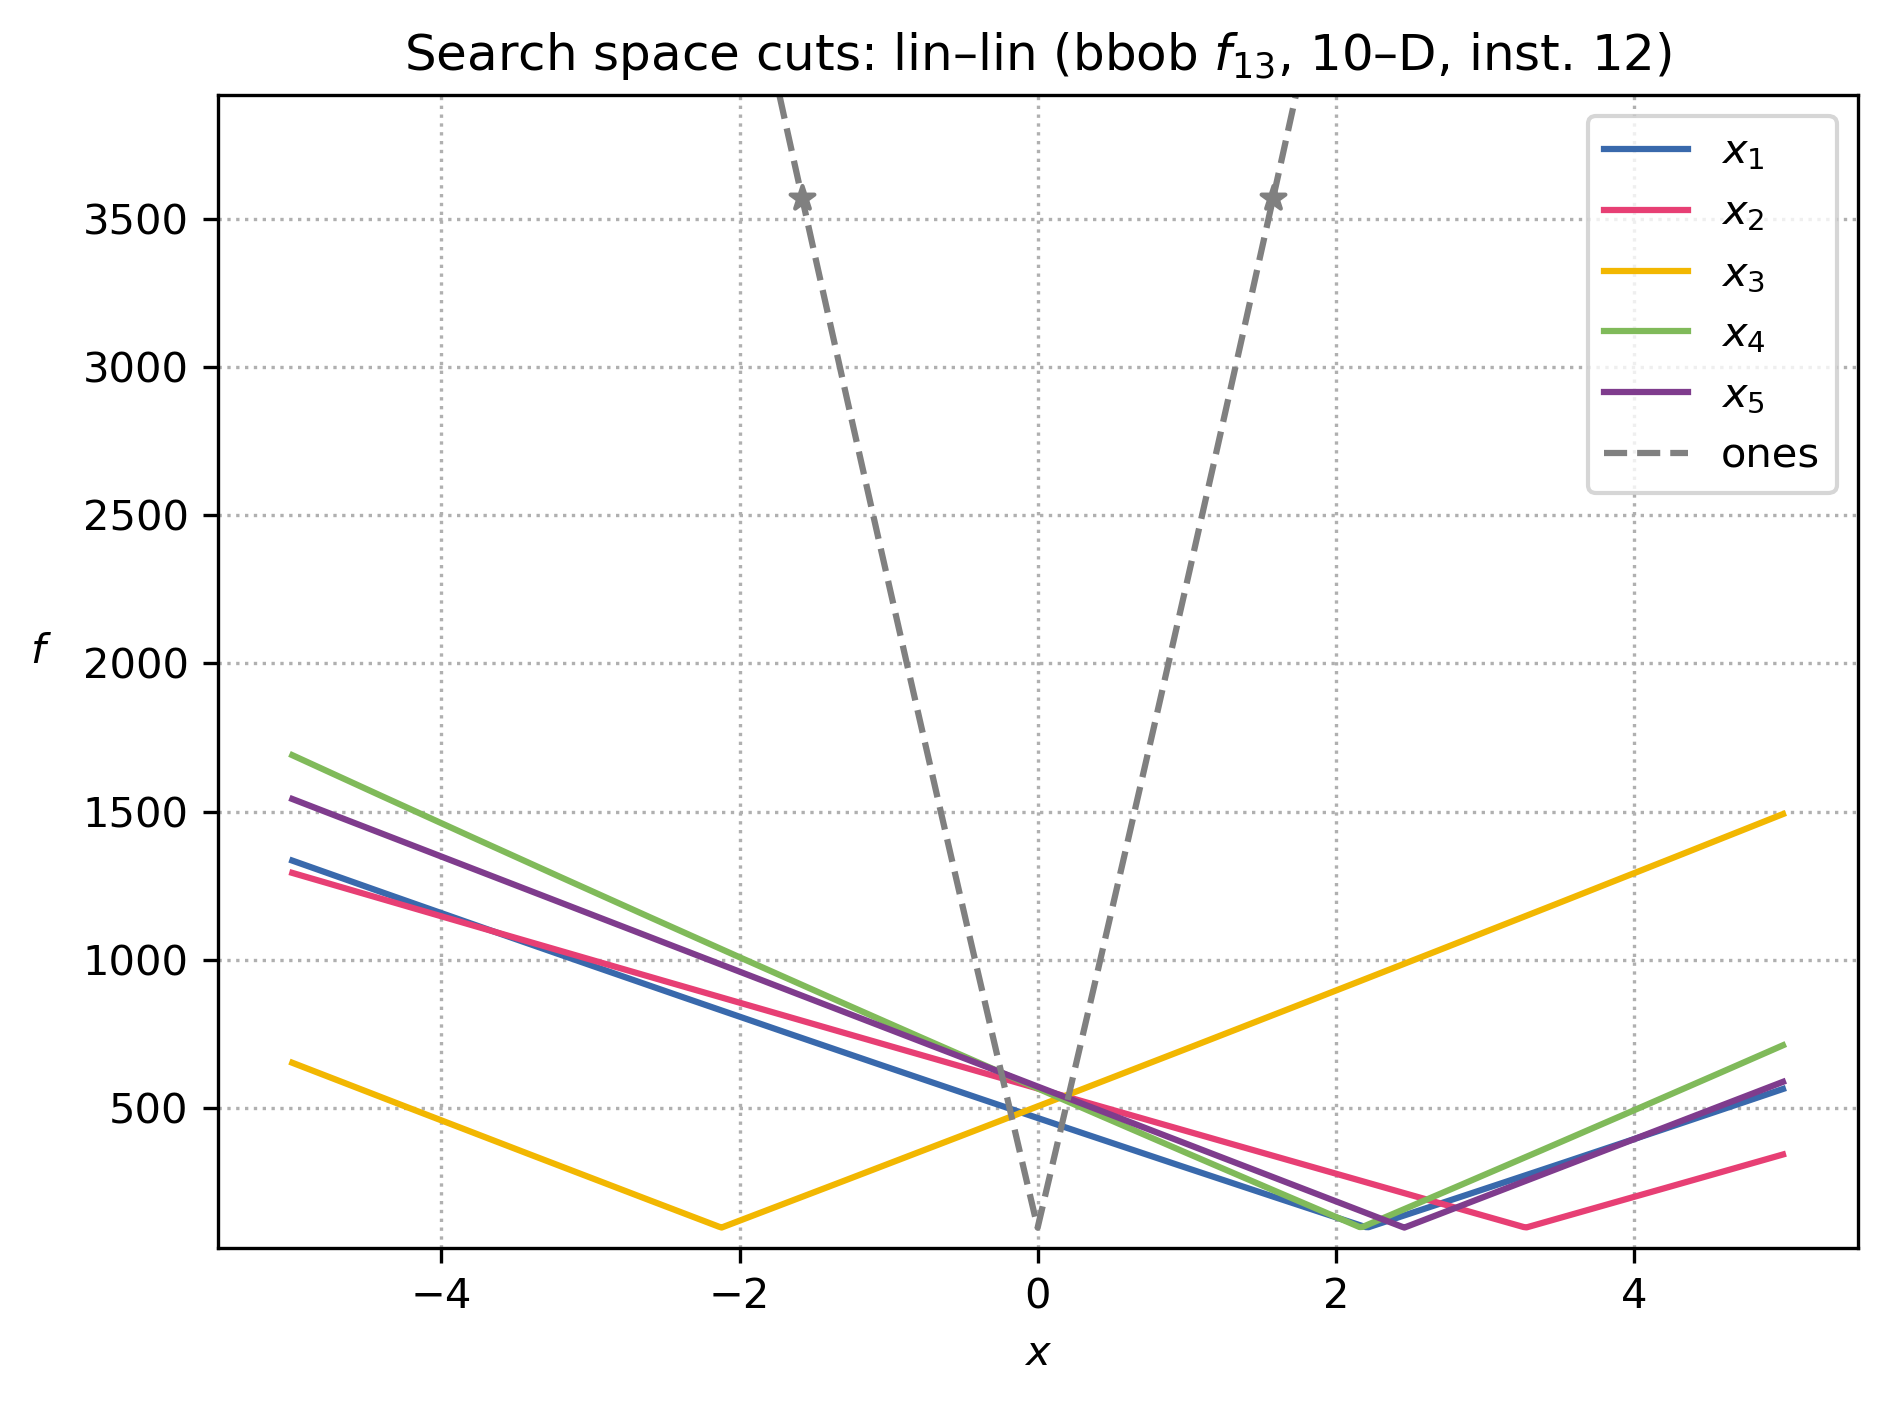 Search space cuts: lin–lin (bbob f₁₃, 10–D, inst. 12)
x₁
x₂
x₃
x₄
x₅
ones
3500
3000
2500
2000
1500
1000
500
f
−4
−2
0
2
4
x